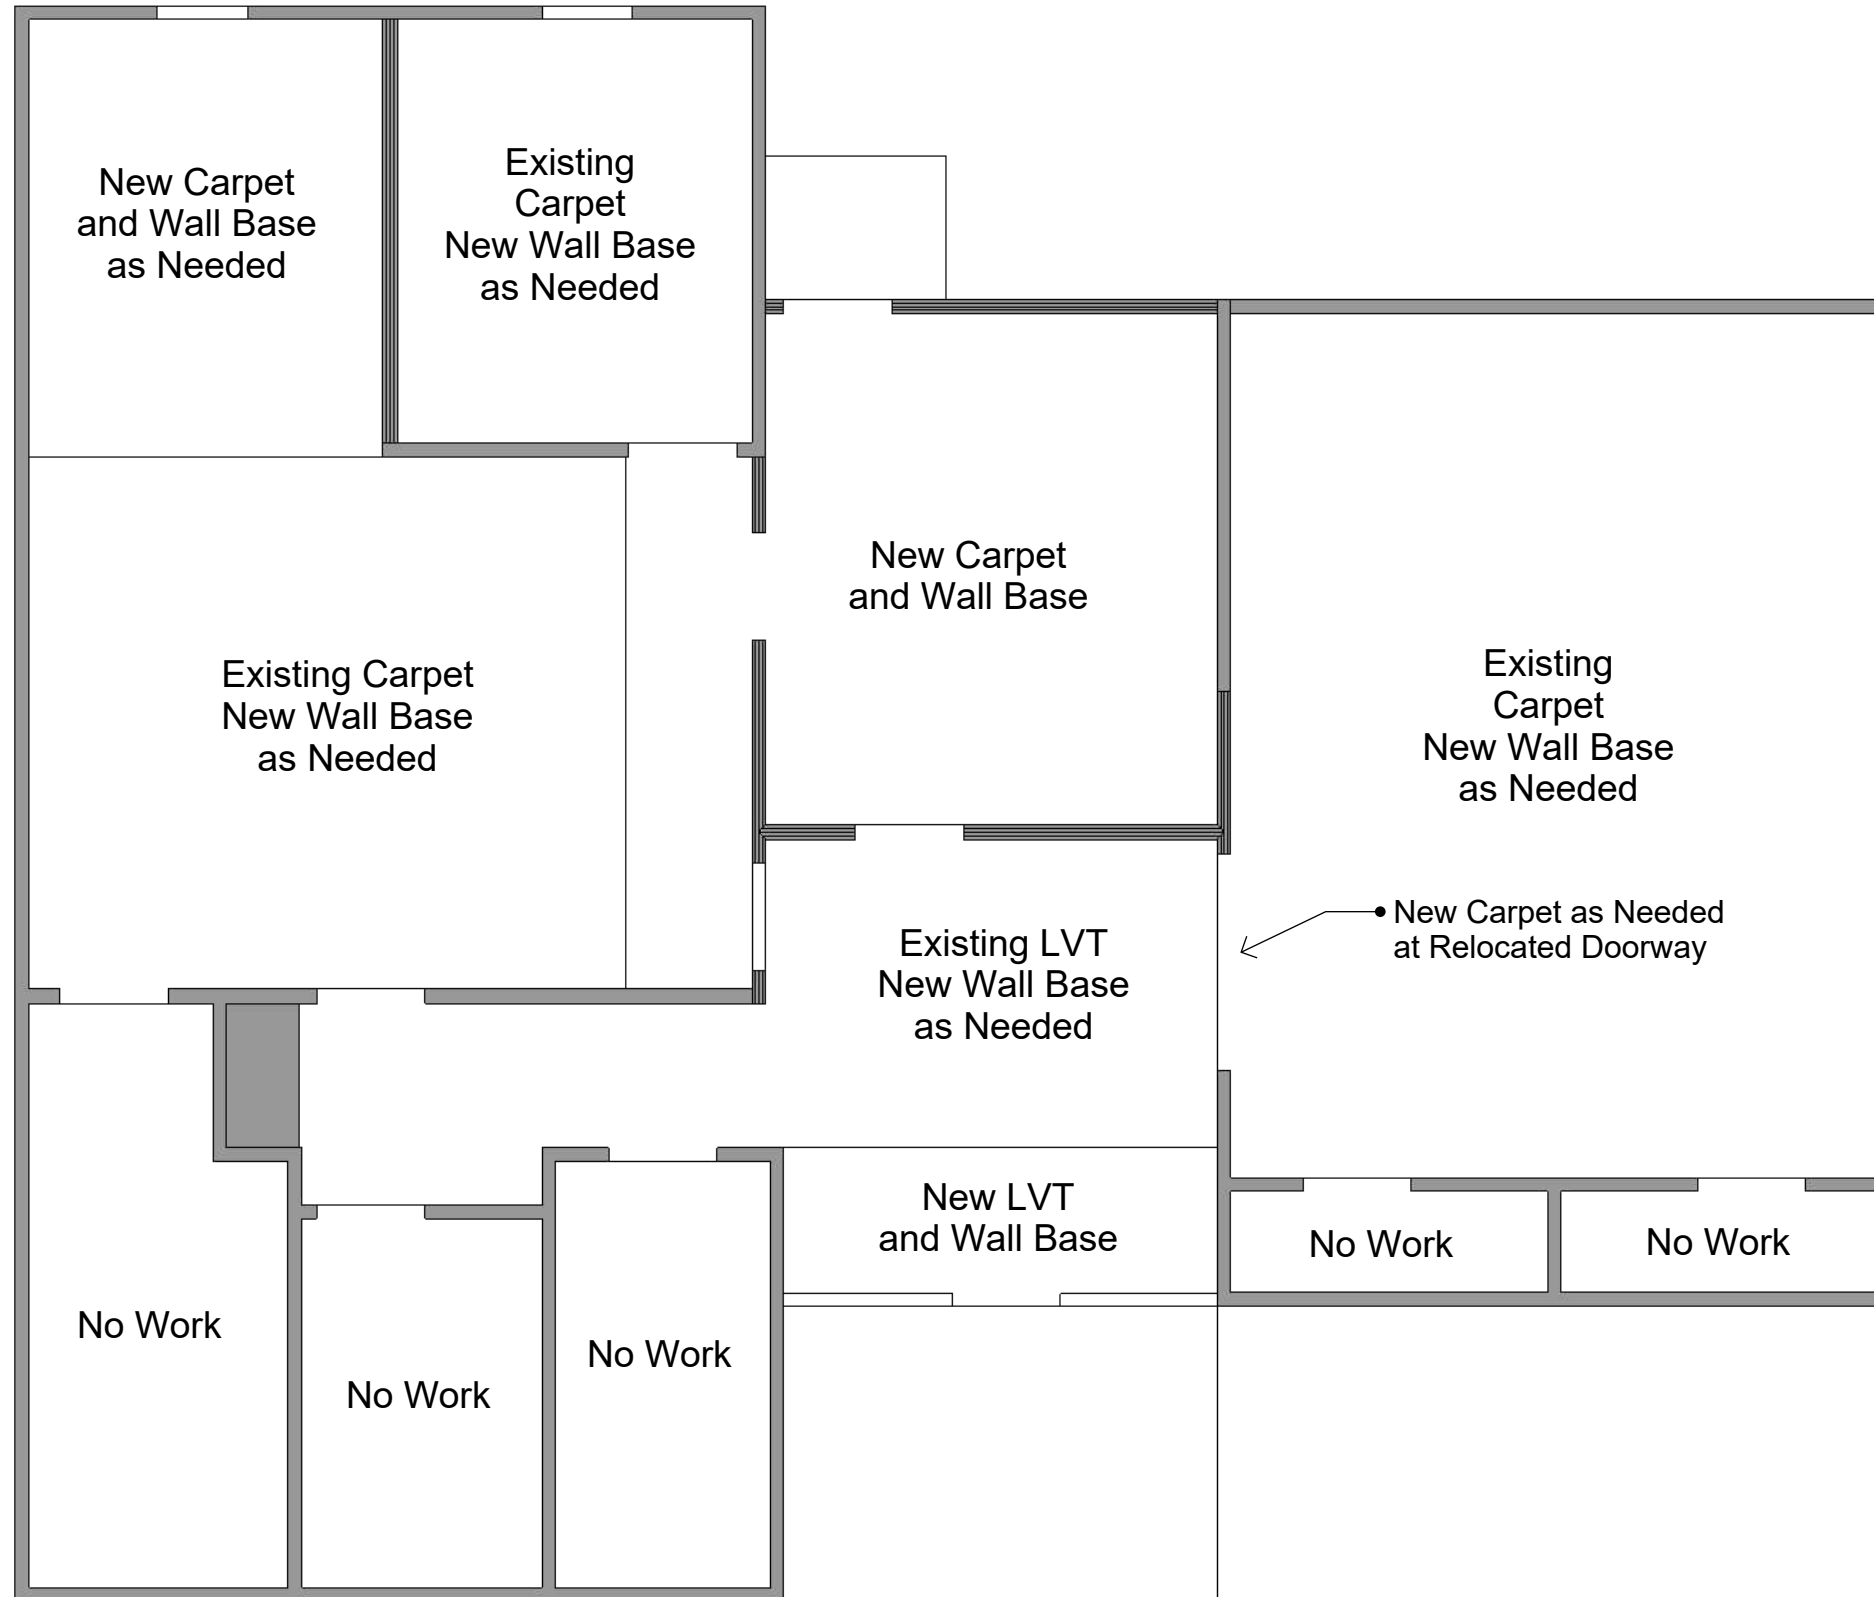 New Carpet
and Wall Base
as Needed
Existing
Carpet
New Wall Base
as Needed
New Carpet
and Wall Base
Existing Carpet
New Wall Base
as Needed
Existing
Carpet
New Wall Base
as Needed
New Carpet as Needed
at Relocated Doorway
Existing LVT
New Wall Base
as Needed
New LVT
and Wall Base
No Work
No Work
No Work
No Work
No Work